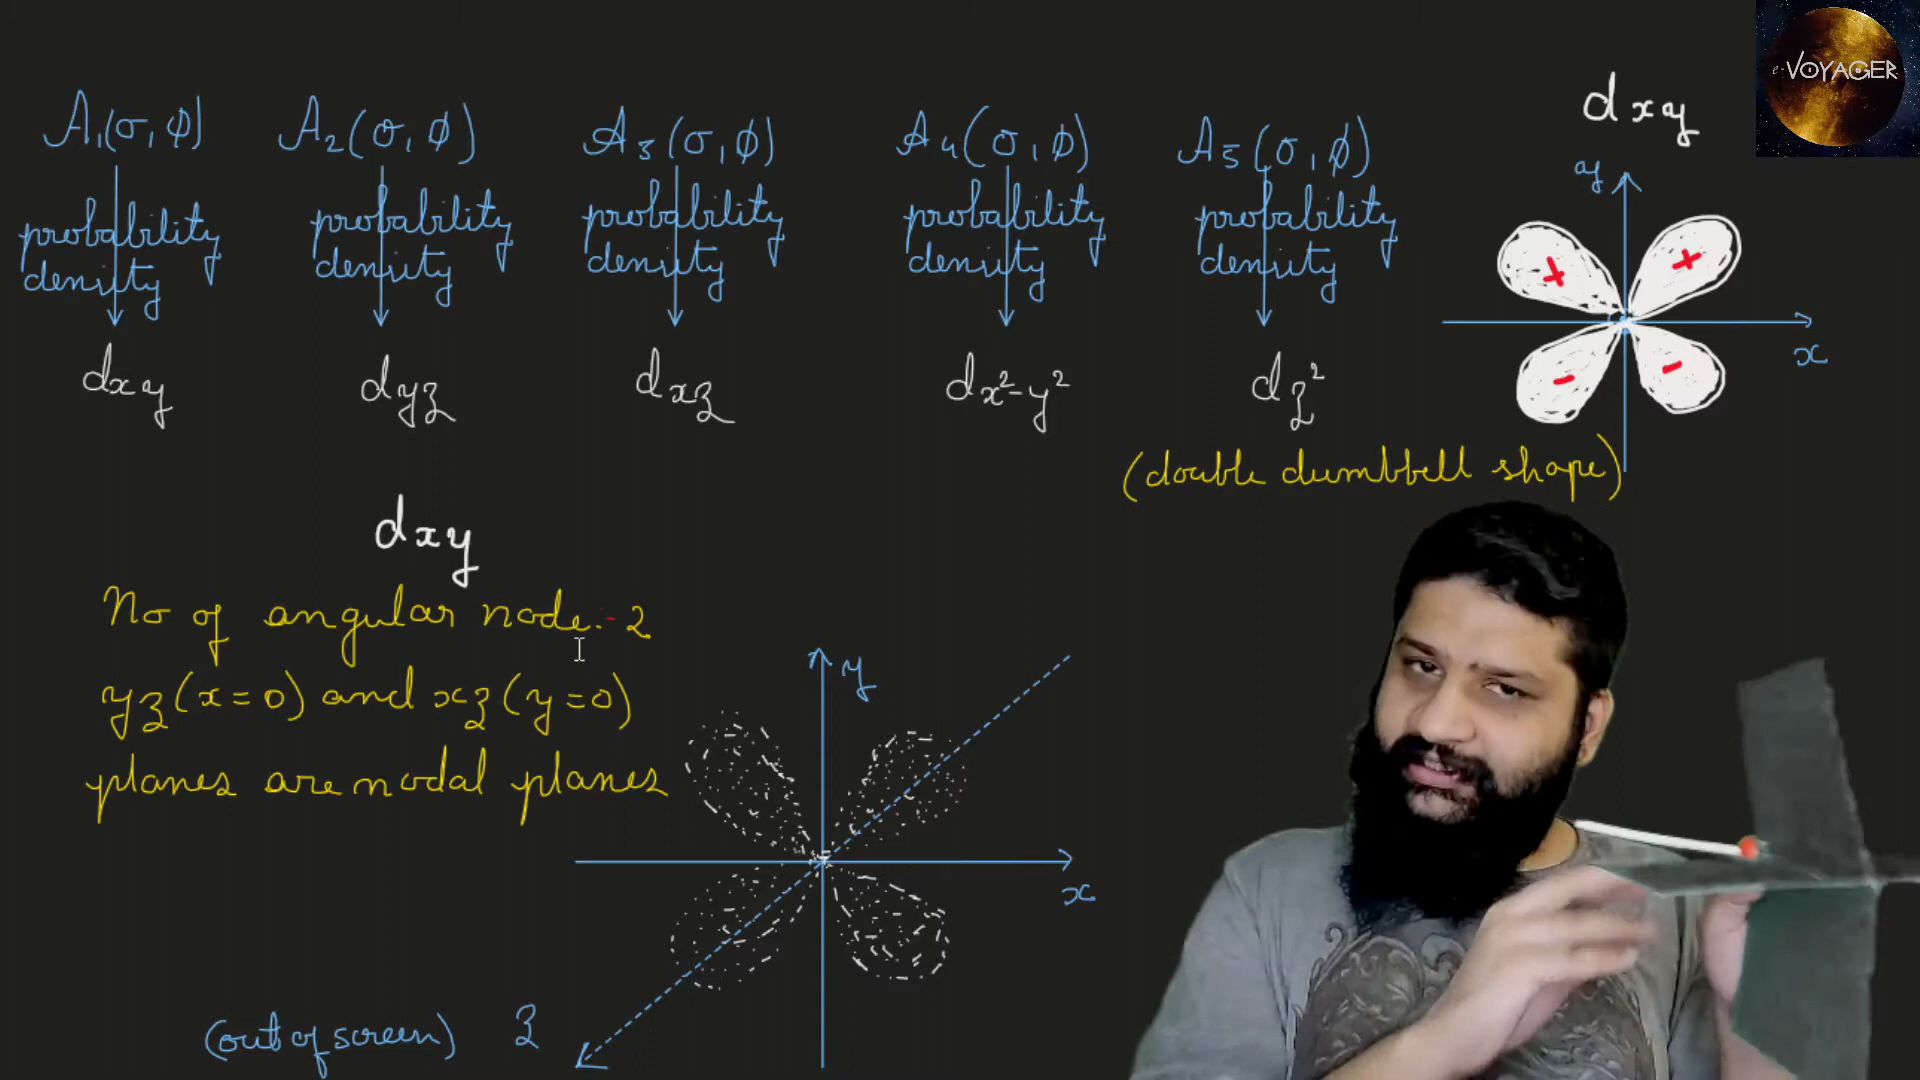 e-VOYAGER
A₁(σ, φ) A₂(σ, φ) A₃(σ, φ) A₄(σ, φ) A₅(σ, φ)
probability density probability density probability density probability density probability density
dxy dyz dxz dx²-y² dz²
dxy
y
+ +
x
- -
(double dumbbell shape)
dxy
No of angular node:- 2
yz (x=0) and xz (y=0)
planes are nodal planes
y
x
(out of screen) z